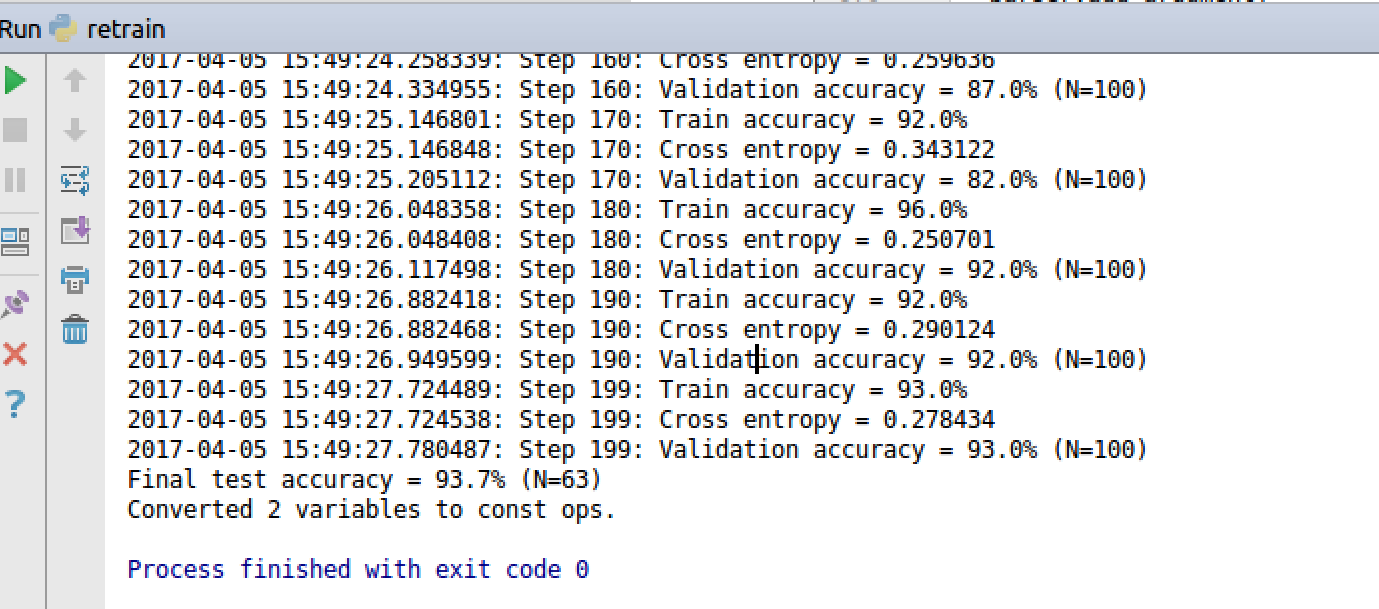 Run retrain
2017-04-05 15:49:24.258339: Step 160: Cross entropy = 0.259636
2017-04-05 15:49:24.334955: Step 160: Validation accuracy = 87.0% (N=100)
2017-04-05 15:49:25.146801: Step 170: Train accuracy = 92.0%
2017-04-05 15:49:25.146848: Step 170: Cross entropy = 0.343122
2017-04-05 15:49:25.205112: Step 170: Validation accuracy = 82.0% (N=100)
2017-04-05 15:49:26.048358: Step 180: Train accuracy = 96.0%
2017-04-05 15:49:26.048408: Step 180: Cross entropy = 0.250701
2017-04-05 15:49:26.117498: Step 180: Validation accuracy = 92.0% (N=100)
2017-04-05 15:49:26.882418: Step 190: Train accuracy = 92.0%
2017-04-05 15:49:26.882468: Step 190: Cross entropy = 0.290124
2017-04-05 15:49:26.949599: Step 190: Validation accuracy = 92.0% (N=100)
2017-04-05 15:49:27.724489: Step 199: Train accuracy = 93.0%
2017-04-05 15:49:27.724538: Step 199: Cross entropy = 0.278434
2017-04-05 15:49:27.780487: Step 199: Validation accuracy = 93.0% (N=100)
Final test accuracy = 93.7% (N=63)
Converted 2 variables to const ops.
Process finished with exit code 0